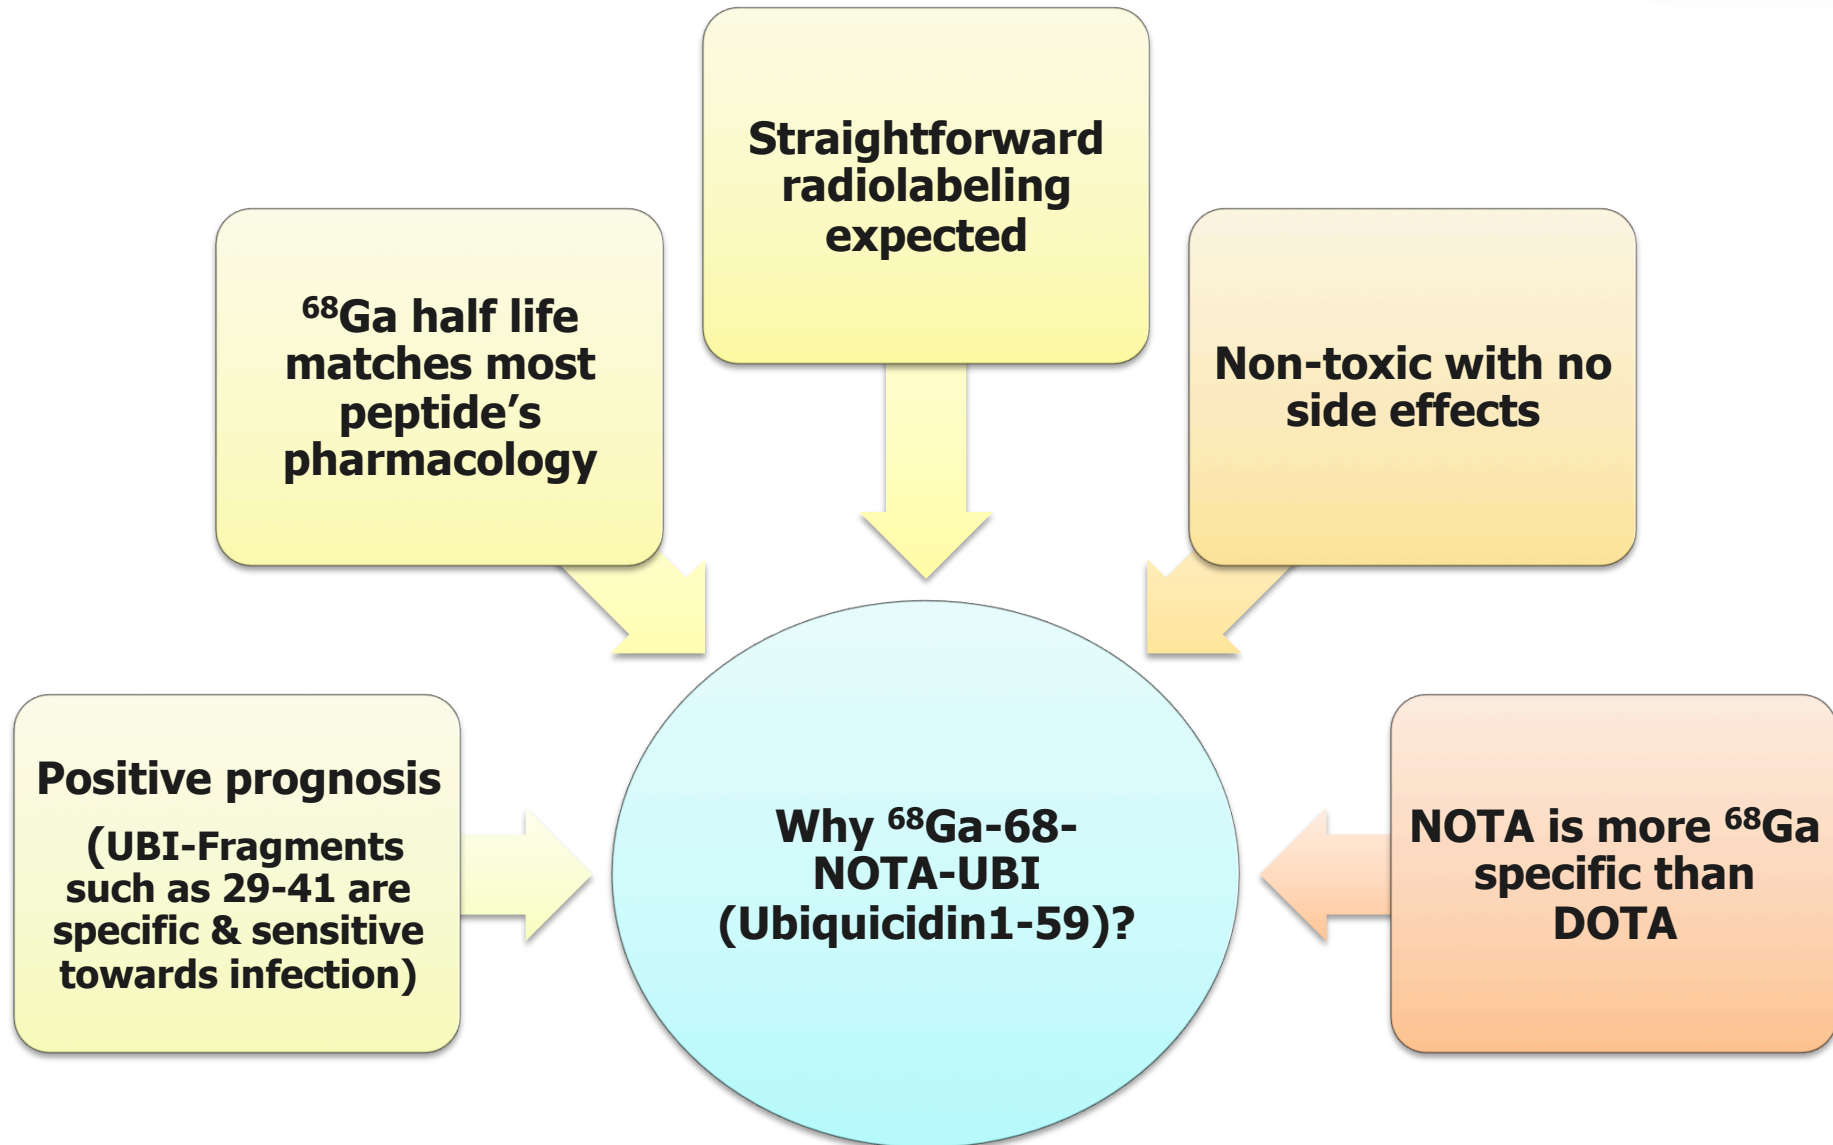 Straightforward
radiolabeling
expected
⁶⁸Ga half life
matches most
peptide’s
pharmacology
Non-toxic with no
side effects
Positive prognosis
(UBI-Fragments
such as 29-41 are
specific & sensitive
towards infection)
Why ⁶⁸Ga-68-
NOTA-UBI
(Ubiquicidin1-59)?
NOTA is more ⁶⁸Ga
specific than
DOTA